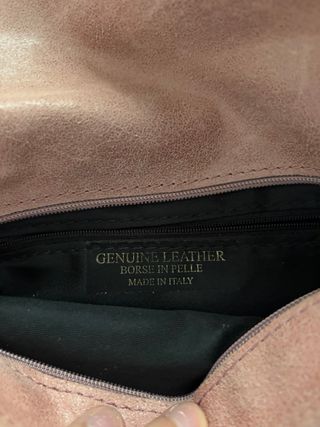 GENUINE LEATHER
BORSE IN PELLE
MADE IN ITALY